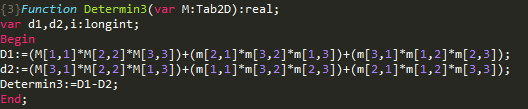 {3}Function Determin3(var M:Tab2D):real;
var d1,d2,i:longint;
Begin
D1:=(M[1,1]*M[2,2]*M[3,3])+(m[2,1]*m[3,2]*m[1,3])+(m[3,1]*m[1,2]*m[2,3]);
d2:=(M[3,1]*M[2,2]*M[1,3])+(m[1,1]*m[3,2]*m[2,3])+(m[2,1]*m[1,2]*m[3,3]);
Determin3:=D1-D2;
End;